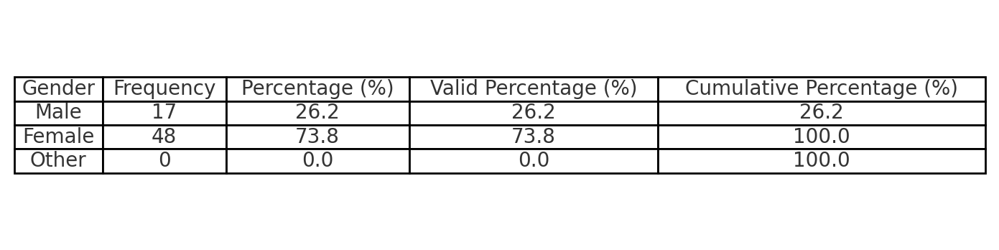 Gender Frequency Percentage (%) Valid Percentage (%) Cumulative Percentage (%)
Male 17 26.2 26.2 26.2
Female 48 73.8 73.8 100.0
Other 0 0.0 0.0 100.0